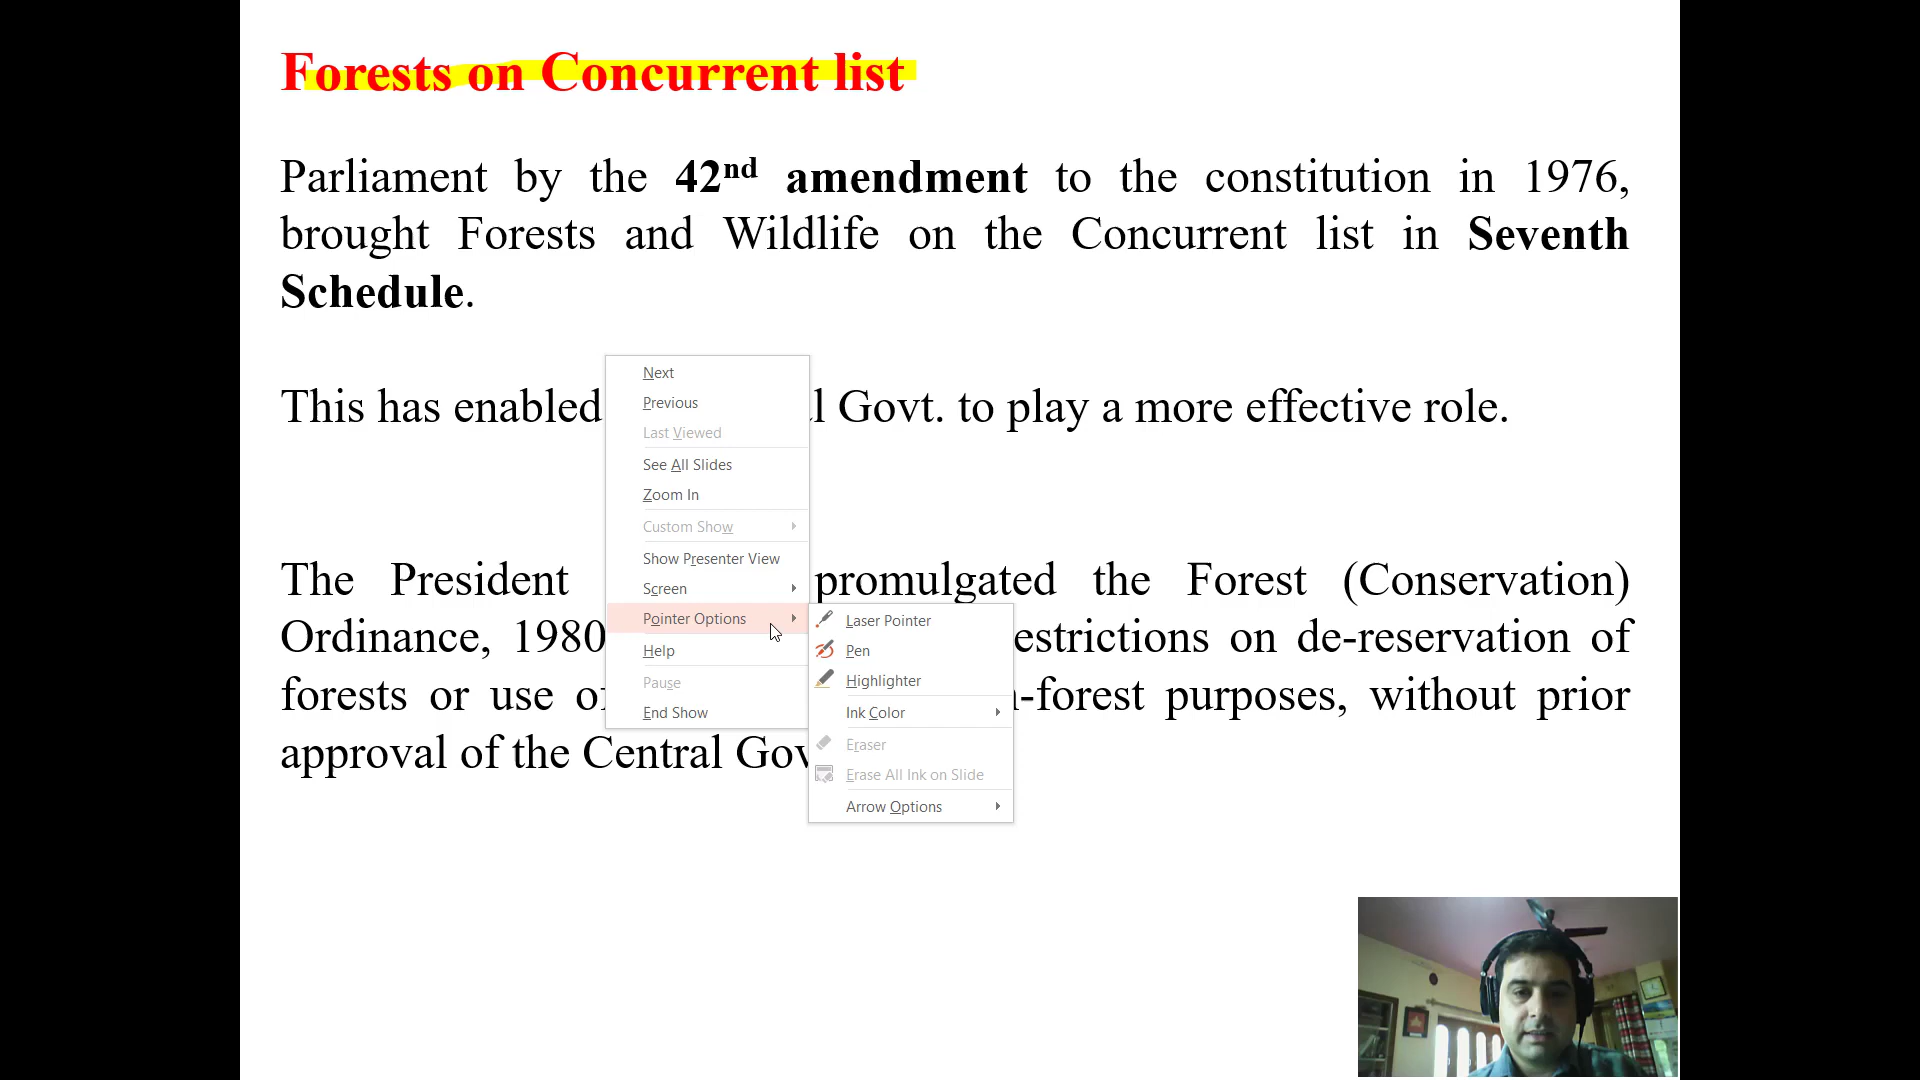 Forests on Concurrent list
Parliament by the 42nd amendment to the constitution in 1976,
brought Forests and Wildlife on the Concurrent list in Seventh
Schedule.
This has enabled l Govt. to play a more effective role.
The President promulgated the Forest (Conservation)
Ordinance, 1980 estrictions on de-reservation of
forests or use of -forest purposes, without prior
approval of the Central Gov
Next
Previous
Last Viewed
See All Slides
Zoom In
Custom Show
Show Presenter View
Screen
Pointer Options
Help
Pause
End Show
Laser Pointer
Pen
Highlighter
Ink Color
Eraser
Erase All Ink on Slide
Arrow Options